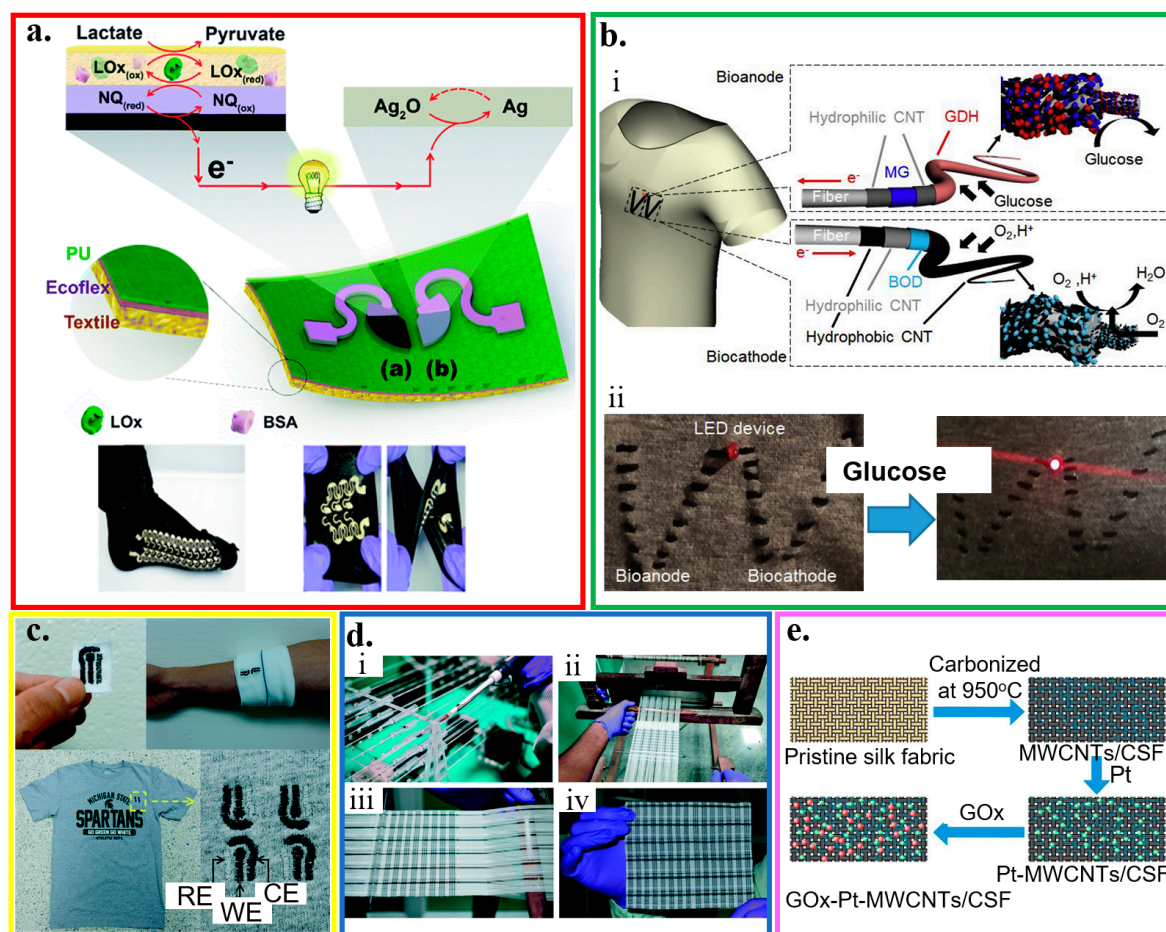 a.
Lactate Pyruvate
LOx(ox) LOx(red)
NQ(red) NQ(ox)
Ag2O Ag
e-
PU
Ecoflex
Textile
(a) (b)
LOx BSA
b.
i
Bioanode
Hydrophilic CNT
GDH
MG
Glucose
e-
Fiber
Glucose
Fiber
O2,H+
e-
BOD
O2 ,H+
H2O
Hydrophilic CNT
O2
Hydrophobic CNT
Biocathode
ii
LED device
Glucose
Bioanode Biocathode
c.
MICHIGAN STATE
SPARTANS
GO GREEN GO WHITE
RE
WE
CE
d.
i
ii
iii
iv
e.
Carbonized
at 950oC
Pristine silk fabric
MWCNTs/CSF
Pt
GOx
Pt-MWCNTs/CSF
GOx-Pt-MWCNTs/CSF